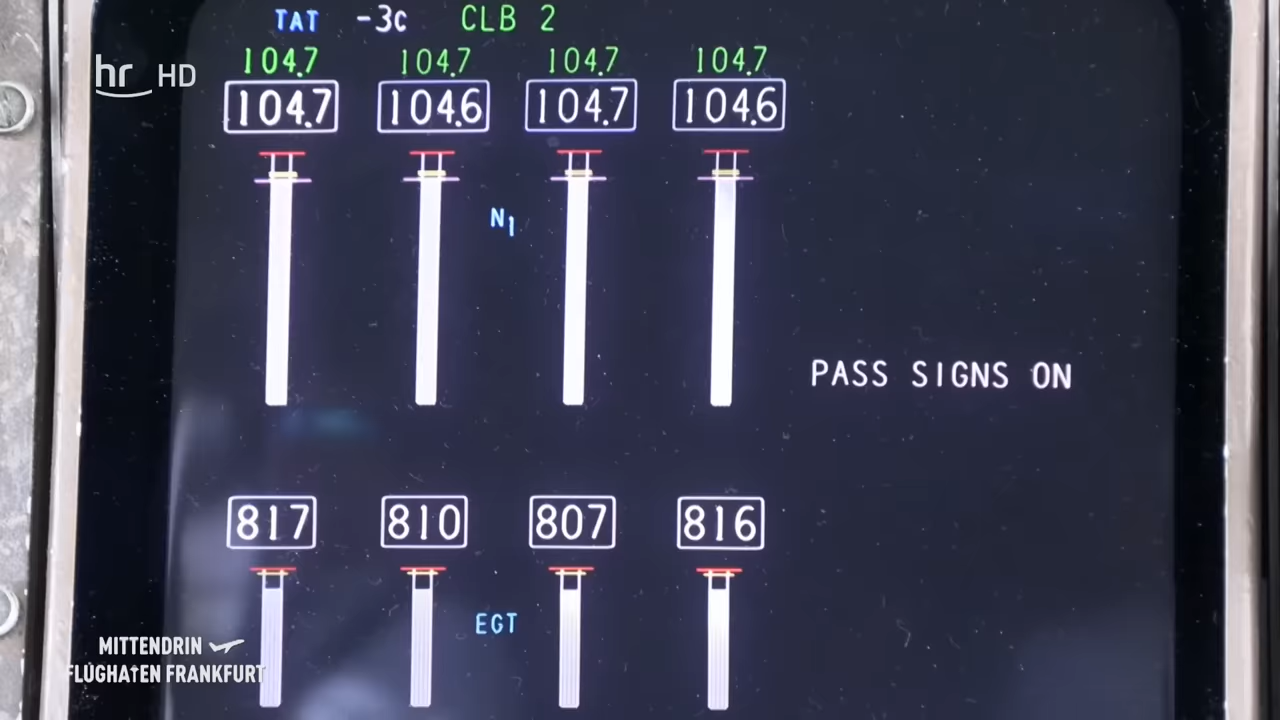 TAT -3c CLB 2
104.7 104.7 104.7 104.7
104.7 104.6 104.7 104.6
N1
PASS SIGNS ON
817 810 807 816
EGT
hr HD
MITTENDRIN
FLUGHAFEN FRANKFURT